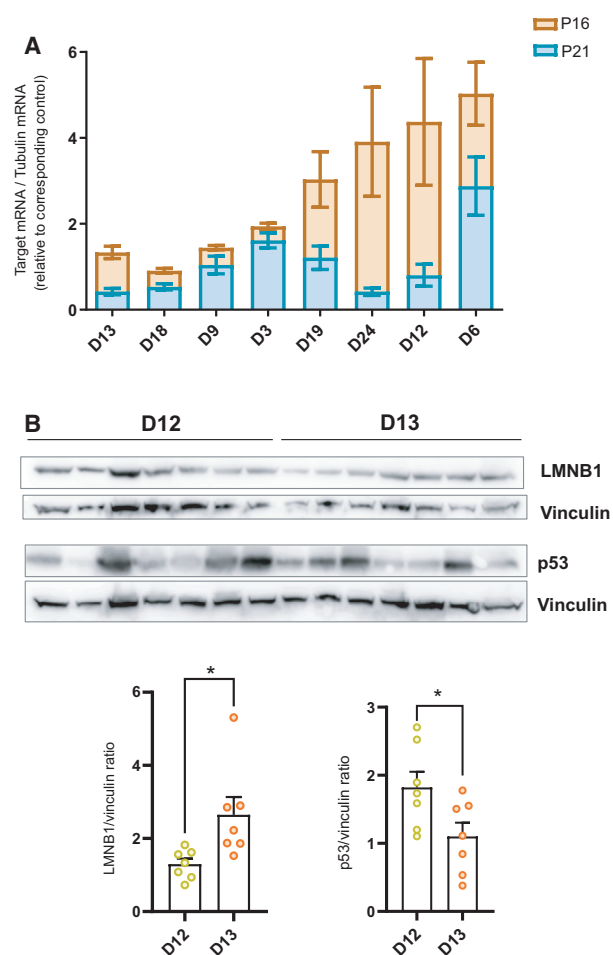 A
P16
P21
Target mRNA / Tubulin mRNA
(relative to corresponding control)
6
4
2
0
D13 D18 D9 D3 D19 D24 D12 D6
B
D12 D13
LMNB1
Vinculin
p53
Vinculin
LMNB1/vinculin ratio
6
4
2
0
*
D12 D13
p53/vinculin ratio
3
2
1
0
*
D12 D13